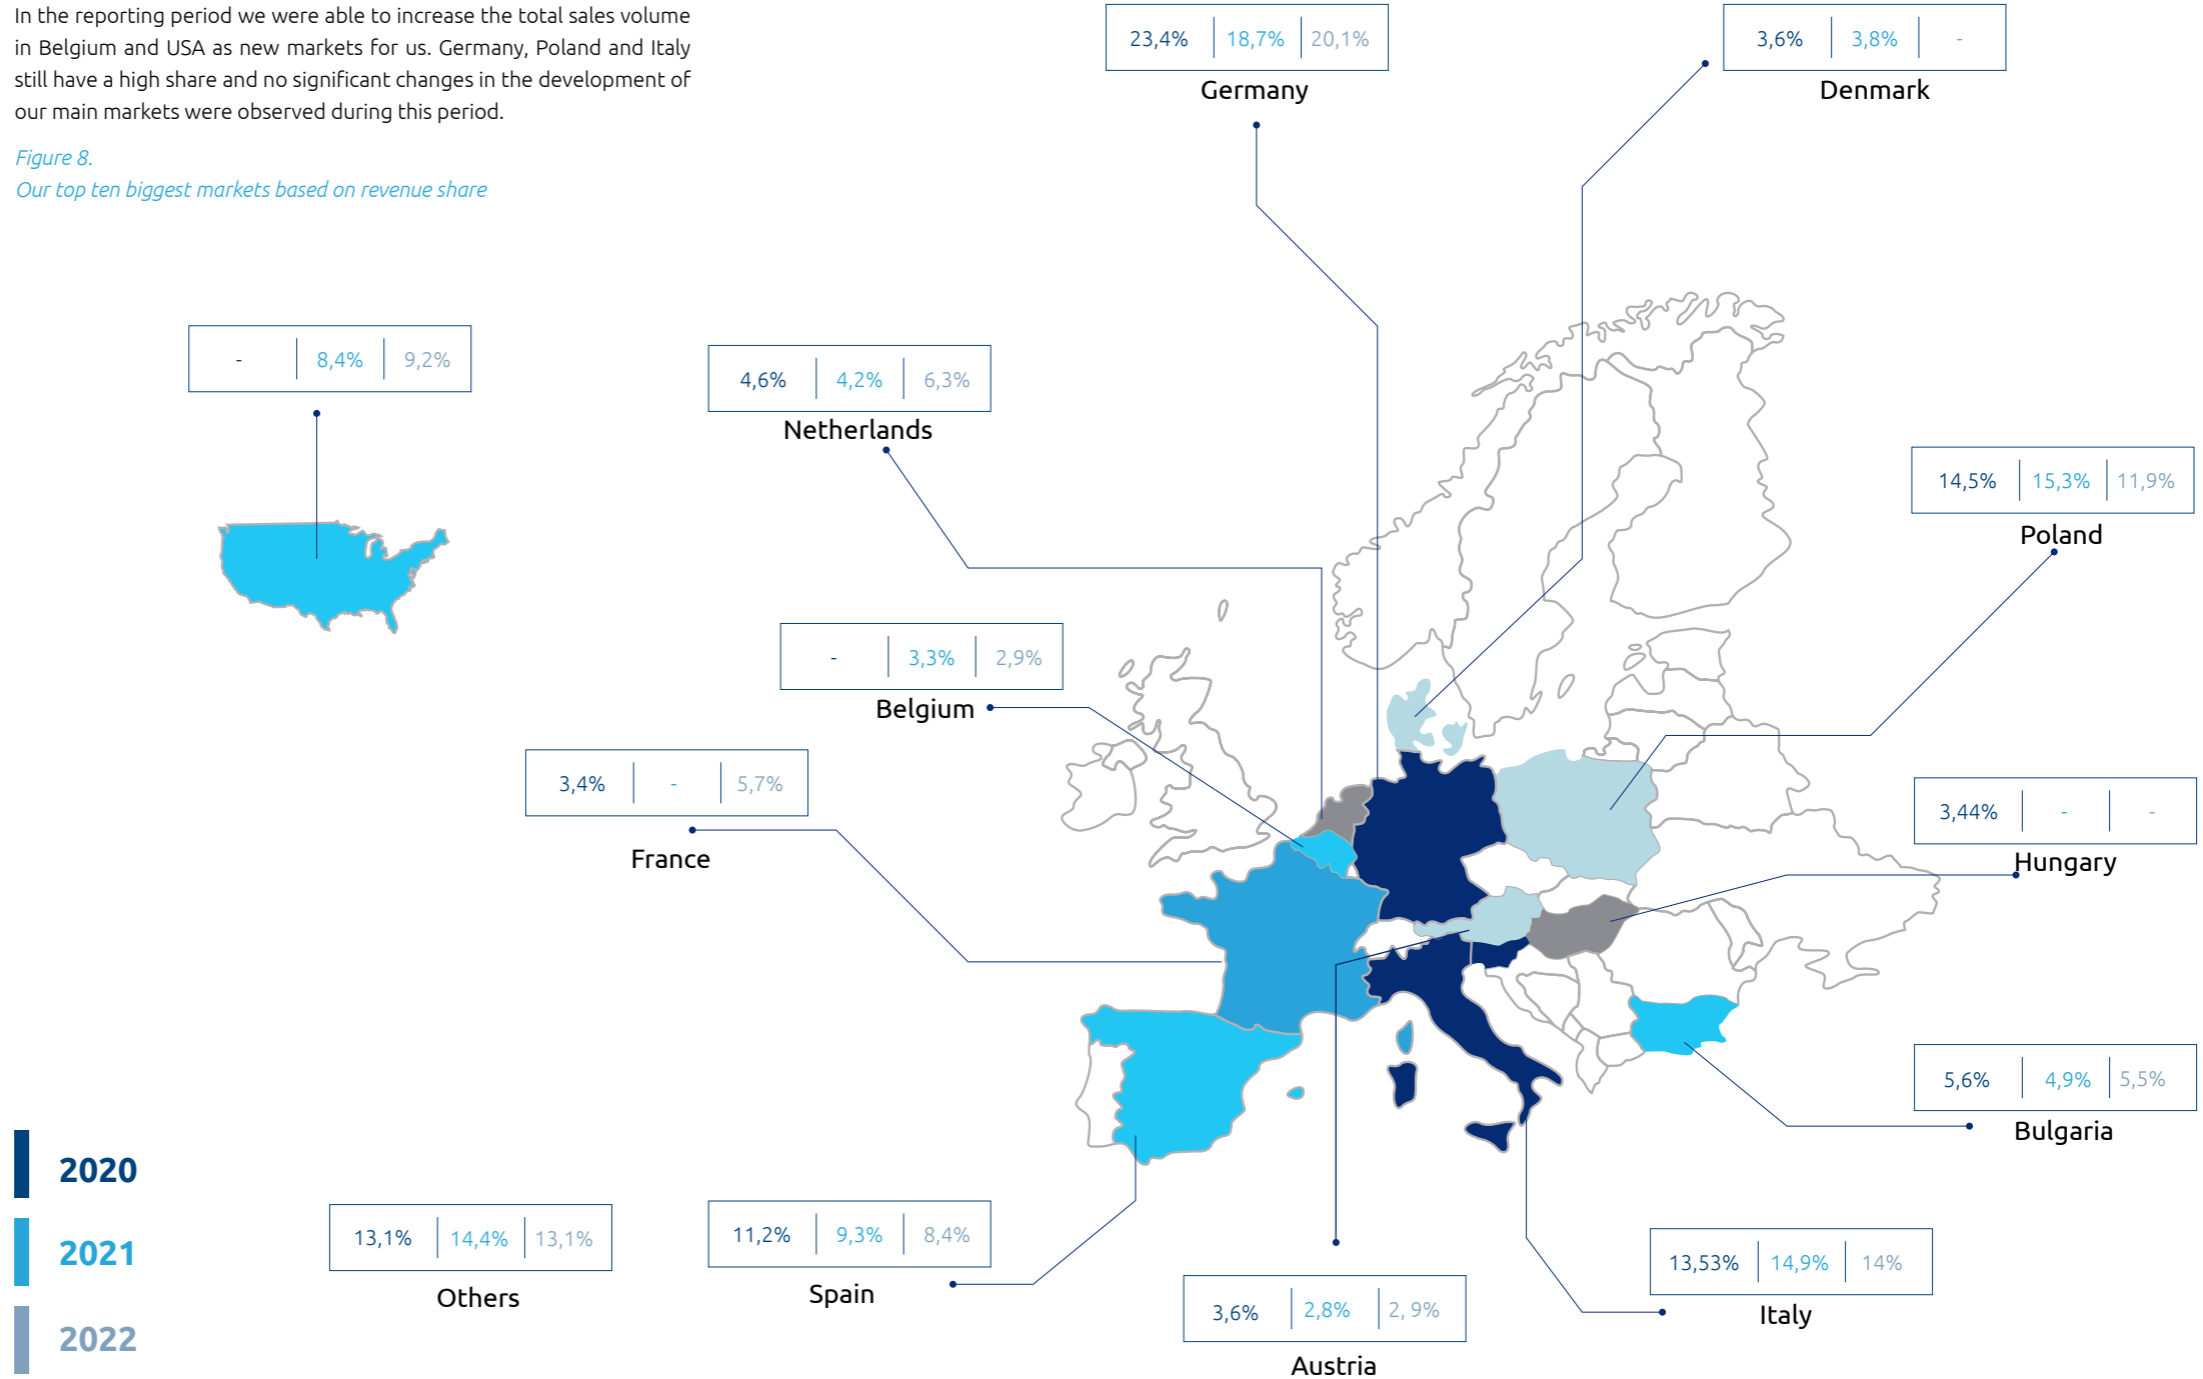 In the reporting period we were able to increase the total sales volume
in Belgium and USA as new markets for us. Germany, Poland and Italy
still have a high share and no significant changes in the development of
our main markets were observed during this period.
Figure 8.
Our top ten biggest markets based on revenue share
23,4% 18,7% 20,1%
Germany
3,6% 3,8% -
Denmark
- 8,4% 9,2%
4,6% 4,2% 6,3%
Netherlands
14,5% 15,3% 11,9%
Poland
- 3,3% 2,9%
Belgium
3,4% - 5,7%
France
3,44% - -
Hungary
5,6% 4,9% 5,5%
Bulgaria
2020
2021
2022
13,1% 14,4% 13,1%
Others
11,2% 9,3% 8,4%
Spain
3,6% 2,8% 2, 9%
Austria
13,53% 14,9% 14%
Italy